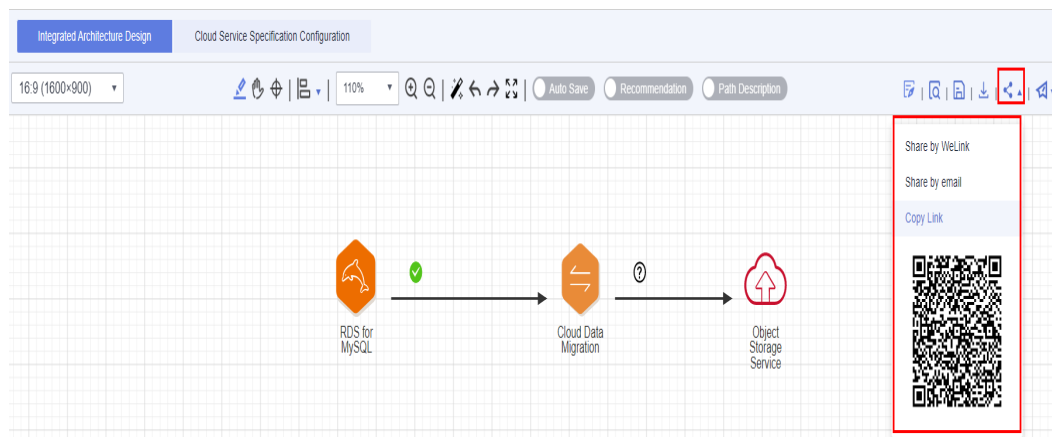 Integrated Architecture Design
Cloud Service Specification Configuration
16:9 (1600×900)
110%
Auto Save
Recommendation
Path Description
Share by WeLink
Share by email
Copy Link
RDS for
MySQL
Cloud Data
Migration
Object
Storage
Service